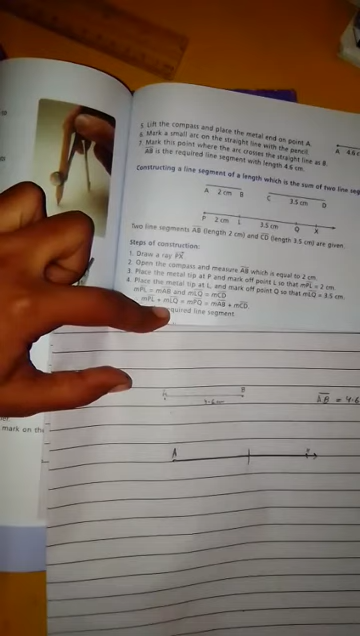 5. Lift the compass and place the metal end on point A.
6. Mark a small arc on the straight line with the pencil.
7. Mark this point where the arc crosses the straight line as B.
AB is the required line segment with length 4.6 cm.
A 4.6
Constructing a line segment of a length which is the sum of two line seg
A 2 cm B
C 3.5 cm D
P 2 cm L 3.5 cm Q X
Two line segments AB (length 2 cm) and CD (length 3.5 cm) are given.
Steps of construction:
1. Draw a ray PX.
2. Open the compass and measure AB which is equal to 2 cm.
3. Place the metal tip at P and mark off point L so that mPL = 2 cm.
4. Place the metal tip at L, and mark off point Q so that mLQ = 3.5 cm.
mPL = mAB and mLQ = mCD
mPL + mLQ = mPQ = mAB + mCD.
required line segment.
mark on the
B
4.6 cm
AB = 4.6
A